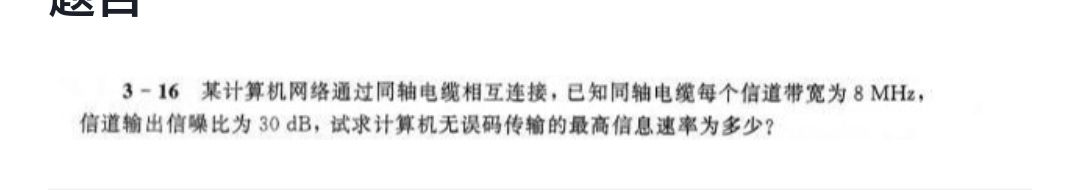 题目
3－16 某计算机网络通过同轴电缆相互连接，已知同轴电缆每个信道带宽为 8 MHz，
信道输出信噪比为 30 dB，试求计算机无误码传输的最高信息速率为多少？